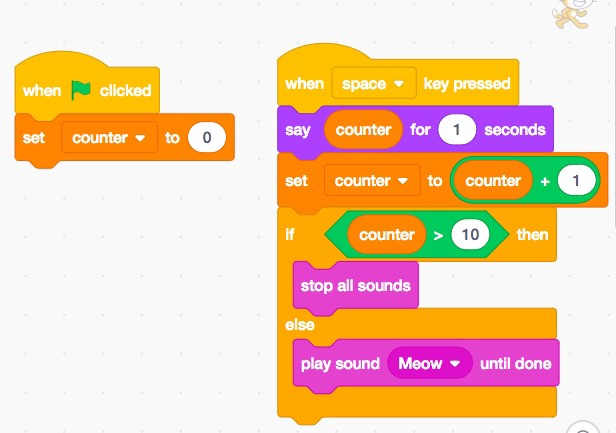 when clicked
set counter to 0
when space key pressed
say counter for 1 seconds
set counter to counter + 1
if counter > 10 then
stop all sounds
else
play sound Meow until done